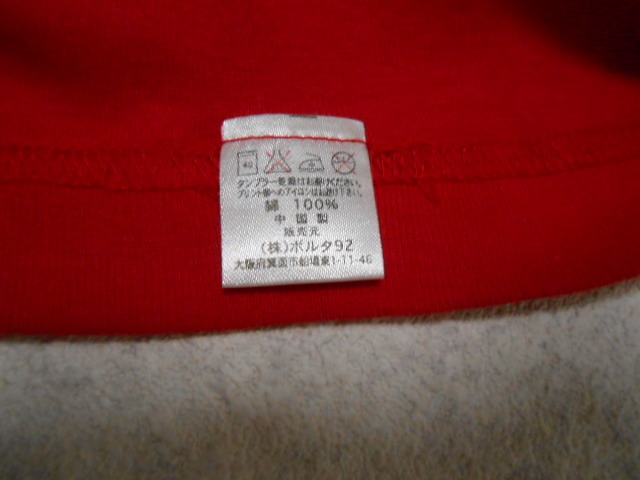 40
タンブラー乾燥はお避けください。
プリント部へのアイロンはお避け下さい。
綿 100%
中国製
販売元
(株)ボルタ92
大阪府箕面市船場東1-11-46